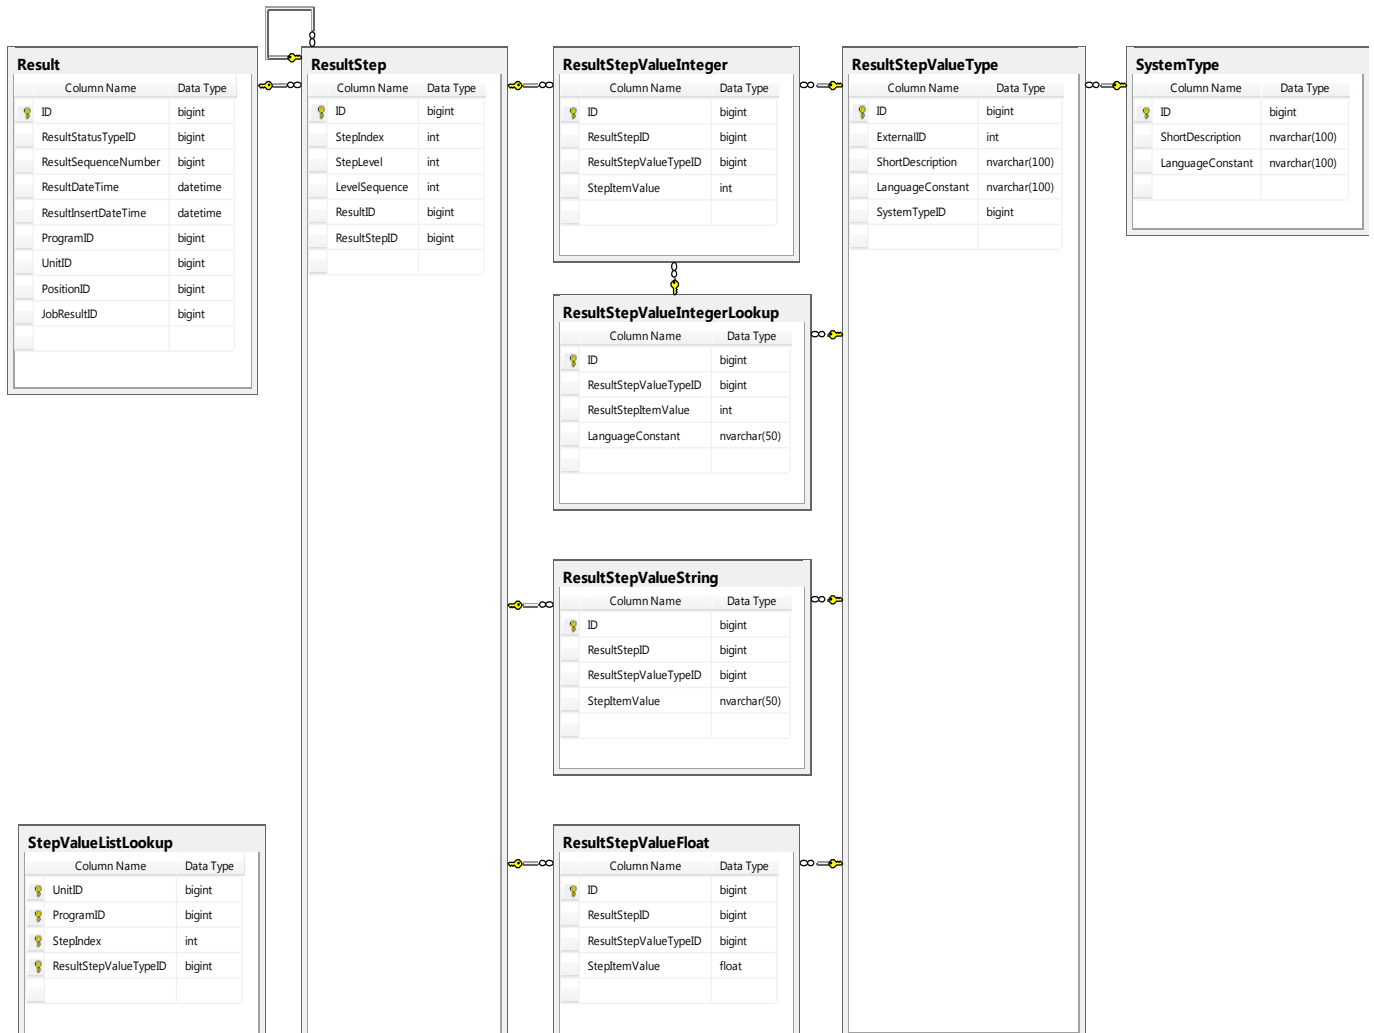 Result
Column Name Data Type
ID bigint
ResultStatusTypeID bigint
ResultSequenceNumber bigint
ResultDateTime datetime
ResultInsertDateTime datetime
ProgramID bigint
UnitID bigint
PositionID bigint
JobResultID bigint
ResultStep
Column Name Data Type
ID bigint
StepIndex int
StepLevel int
LevelSequence int
ResultID bigint
ResultStepID bigint
ResultStepValueInteger
Column Name Data Type
ID bigint
ResultStepID bigint
ResultStepValueTypeID bigint
StepItemValue int
ResultStepValueType
Column Name Data Type
ID bigint
ExternalID int
ShortDescription nvarchar(100)
LanguageConstant nvarchar(100)
SystemTypeID bigint
SystemType
Column Name Data Type
ID bigint
ShortDescription nvarchar(100)
LanguageConstant nvarchar(100)
ResultStepValueIntegerLookup
Column Name Data Type
ID bigint
ResultStepValueTypeID bigint
ResultStepItemValue int
LanguageConstant nvarchar(50)
ResultStepValueString
Column Name Data Type
ID bigint
ResultStepID bigint
ResultStepValueTypeID bigint
StepItemValue nvarchar(50)
StepValueListLookup
Column Name Data Type
UnitID bigint
ProgramID bigint
StepIndex int
ResultStepValueTypeID bigint
ResultStepValueFloat
Column Name Data Type
ID bigint
ResultStepID bigint
ResultStepValueTypeID bigint
StepItemValue float